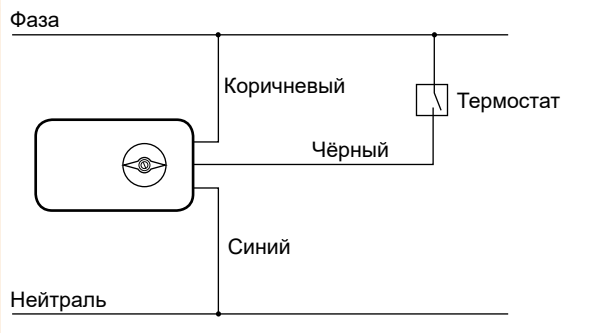 Фаза
Коричневый
Термостат
Чёрный
Синий
Нейтраль